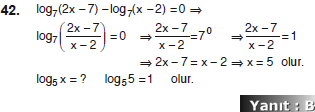 42. log₇(2x – 7) – log₇(x – 2) = 0 ⇒
log₇((2x – 7)/(x – 2)) = 0 ⇒ (2x – 7)/(x – 2) = 7⁰ ⇒ (2x – 7)/(x – 2) = 1
⇒ 2x – 7 = x – 2 ⇒ x = 5 olur.
log₅ x = ? log₅ 5 = 1 olur.
Yanıt : B